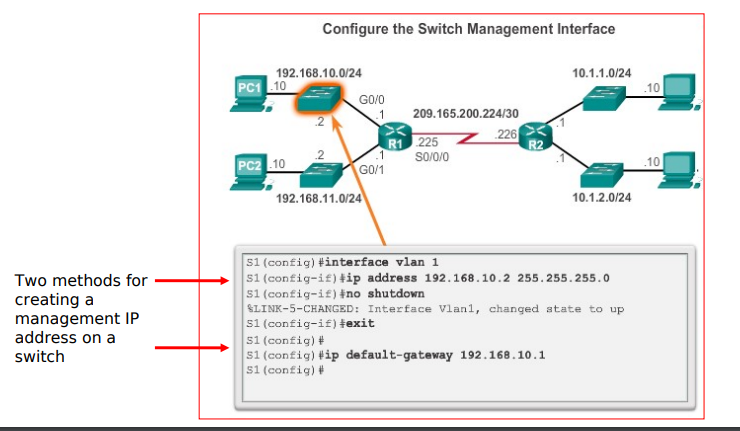 Configure the Switch Management Interface
192.168.10.0/24
10.1.1.0/24
PC1
.10
G0/0
.10
.2
.1
209.165.200.224/30
.1
R1
.225
.226
R2
S0/0/0
PC2
.10
.2
.1
G0/1
.1
.10
192.168.11.0/24
10.1.2.0/24
Two methods for
creating a
management IP
address on a
switch
S1(config)#interface vlan 1
S1(config-if)#ip address 192.168.10.2 255.255.255.0
S1(config-if)#no shutdown
%LINK-5-CHANGED: Interface Vlan1, changed state to up
S1(config-if)#exit
S1(config)#
S1(config)#ip default-gateway 192.168.10.1
S1(config)#